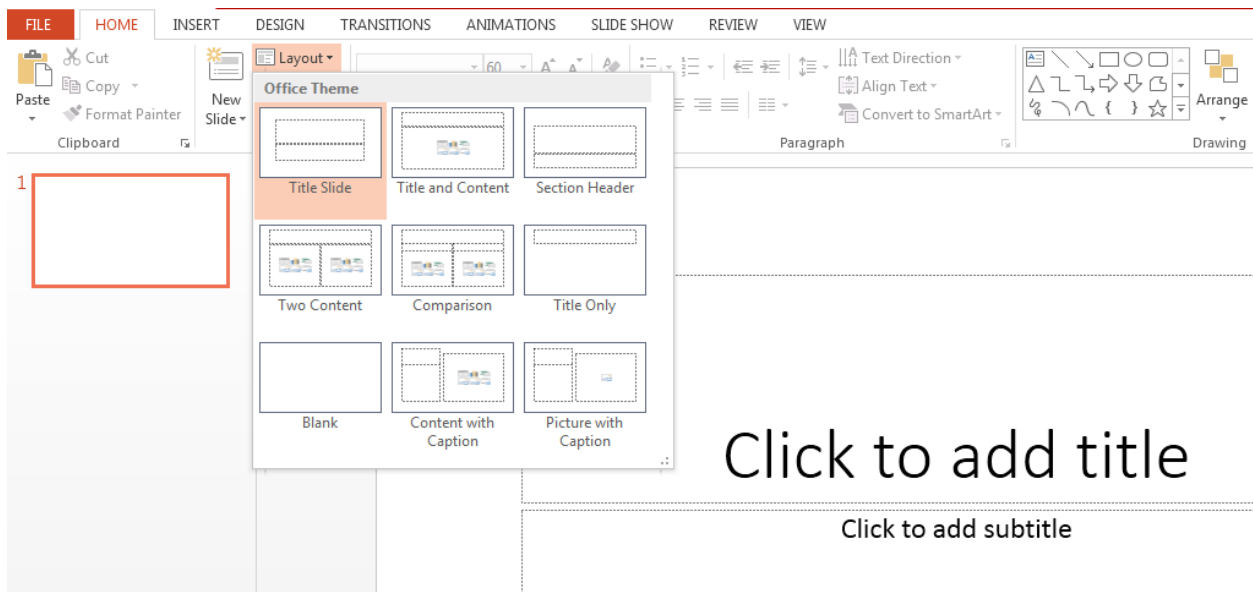 FILE HOME INSERT DESIGN TRANSITIONS ANIMATIONS SLIDE SHOW REVIEW VIEW
Cut
Copy
Format Painter
Paste
Clipboard
New
Slide
Layout
60
Text Direction
Align Text
Convert to SmartArt
Paragraph
Arrange
Drawing
Office Theme
Title Slide Title and Content Section Header
Two Content Comparison Title Only
Blank Content with Caption Picture with Caption
1
Click to add title
Click to add subtitle